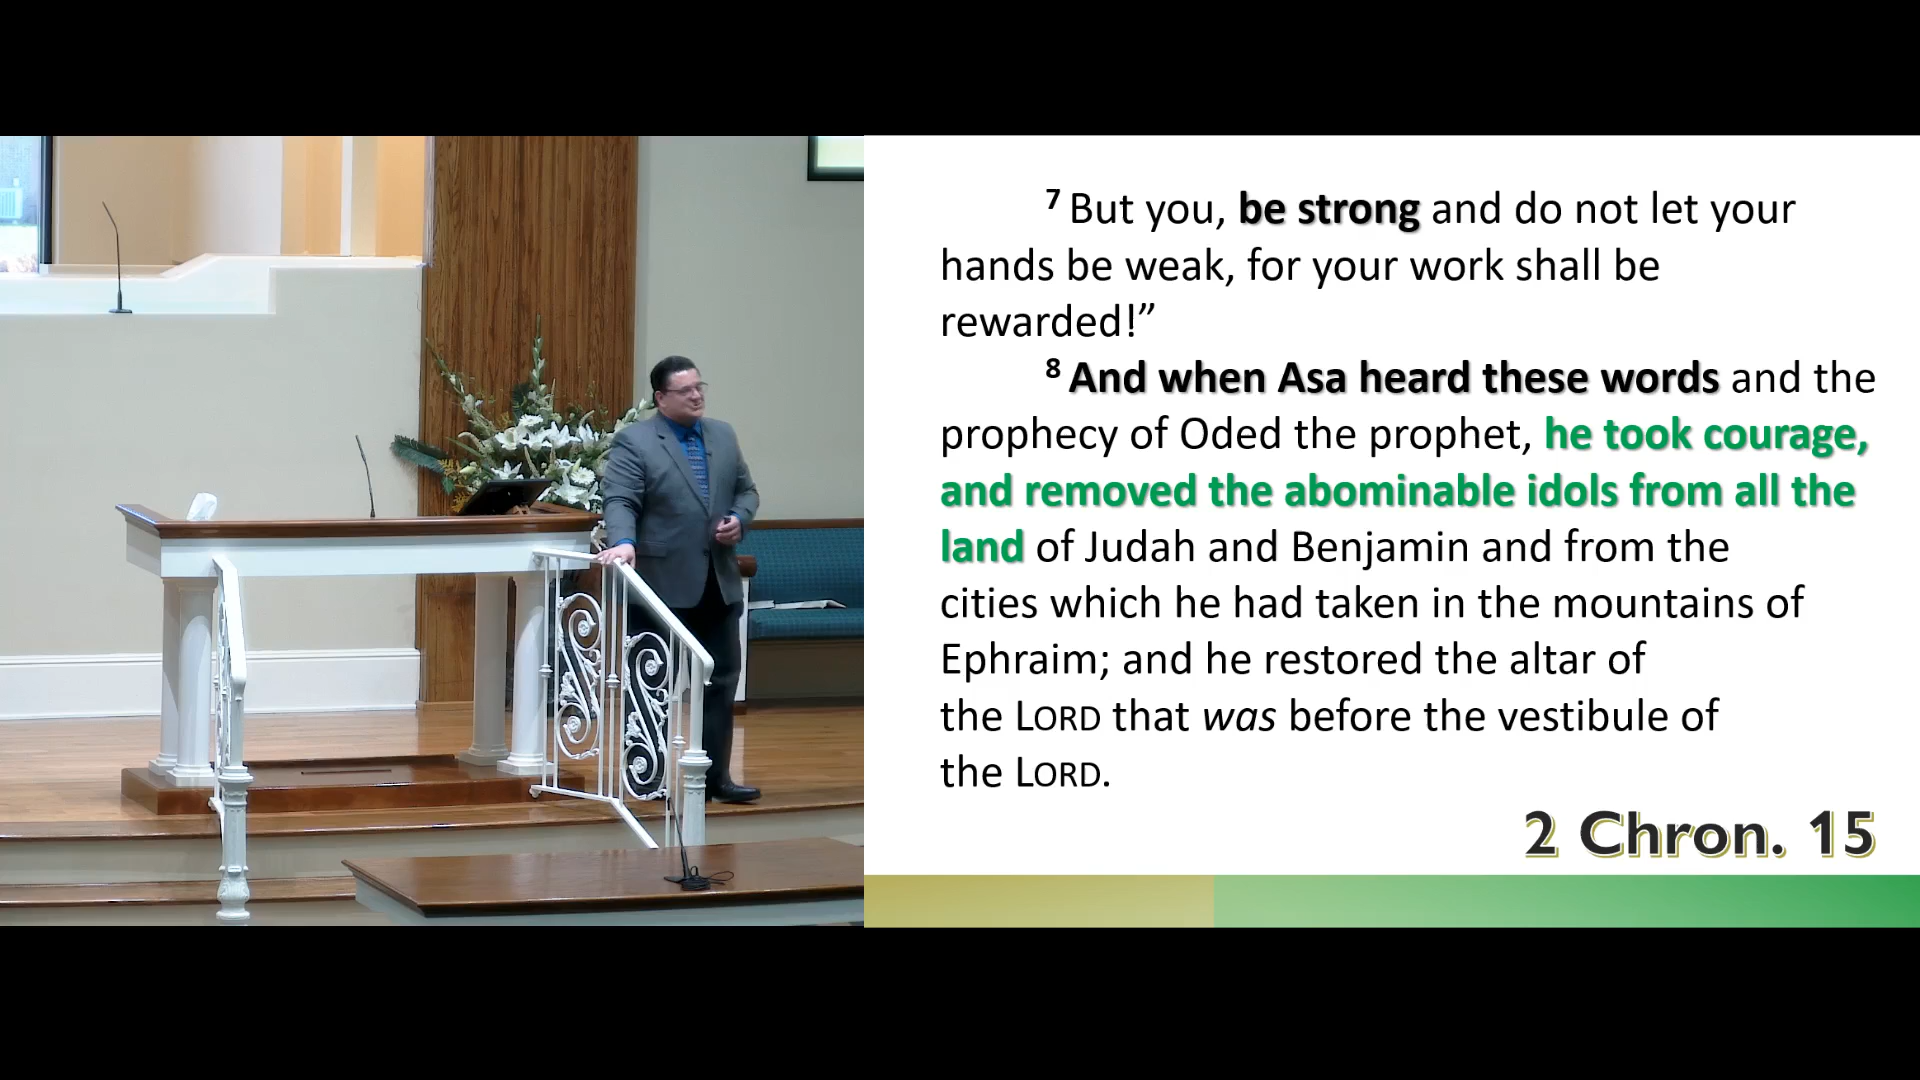 7 But you, be strong and do not let your
hands be weak, for your work shall be
rewarded!”
8 And when Asa heard these words and the
prophecy of Oded the prophet, he took courage,
and removed the abominable idols from all the
land of Judah and Benjamin and from the
cities which he had taken in the mountains of
Ephraim; and he restored the altar of
the LORD that was before the vestibule of
the LORD.
2 Chron. 15